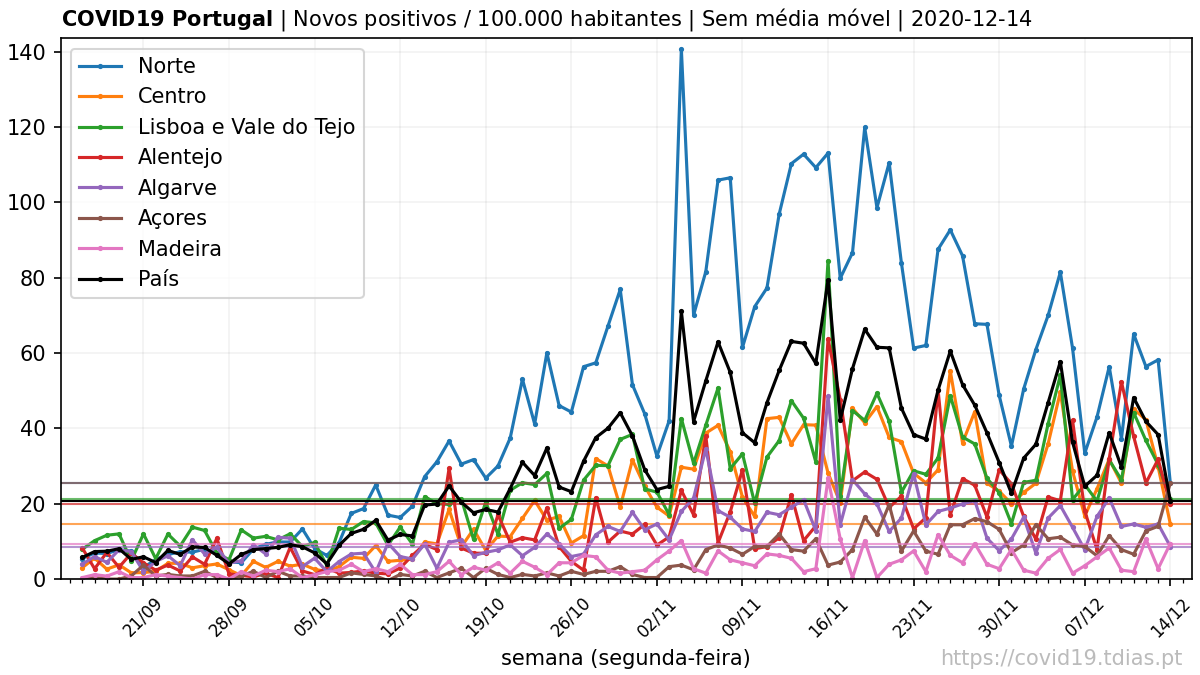 COVID19 Portugal | Novos positivos / 100.000 habitantes | Sem média móvel | 2020-12-14
140
120
100
80
60
40
20
0
Norte
Centro
Lisboa e Vale do Tejo
Alentejo
Algarve
Açores
Madeira
País
21/09 28/09 05/10 12/10 19/10 26/10 02/11 09/11 16/11 23/11 30/11 07/12 14/12
semana (segunda-feira)
https://covid19.tdias.pt